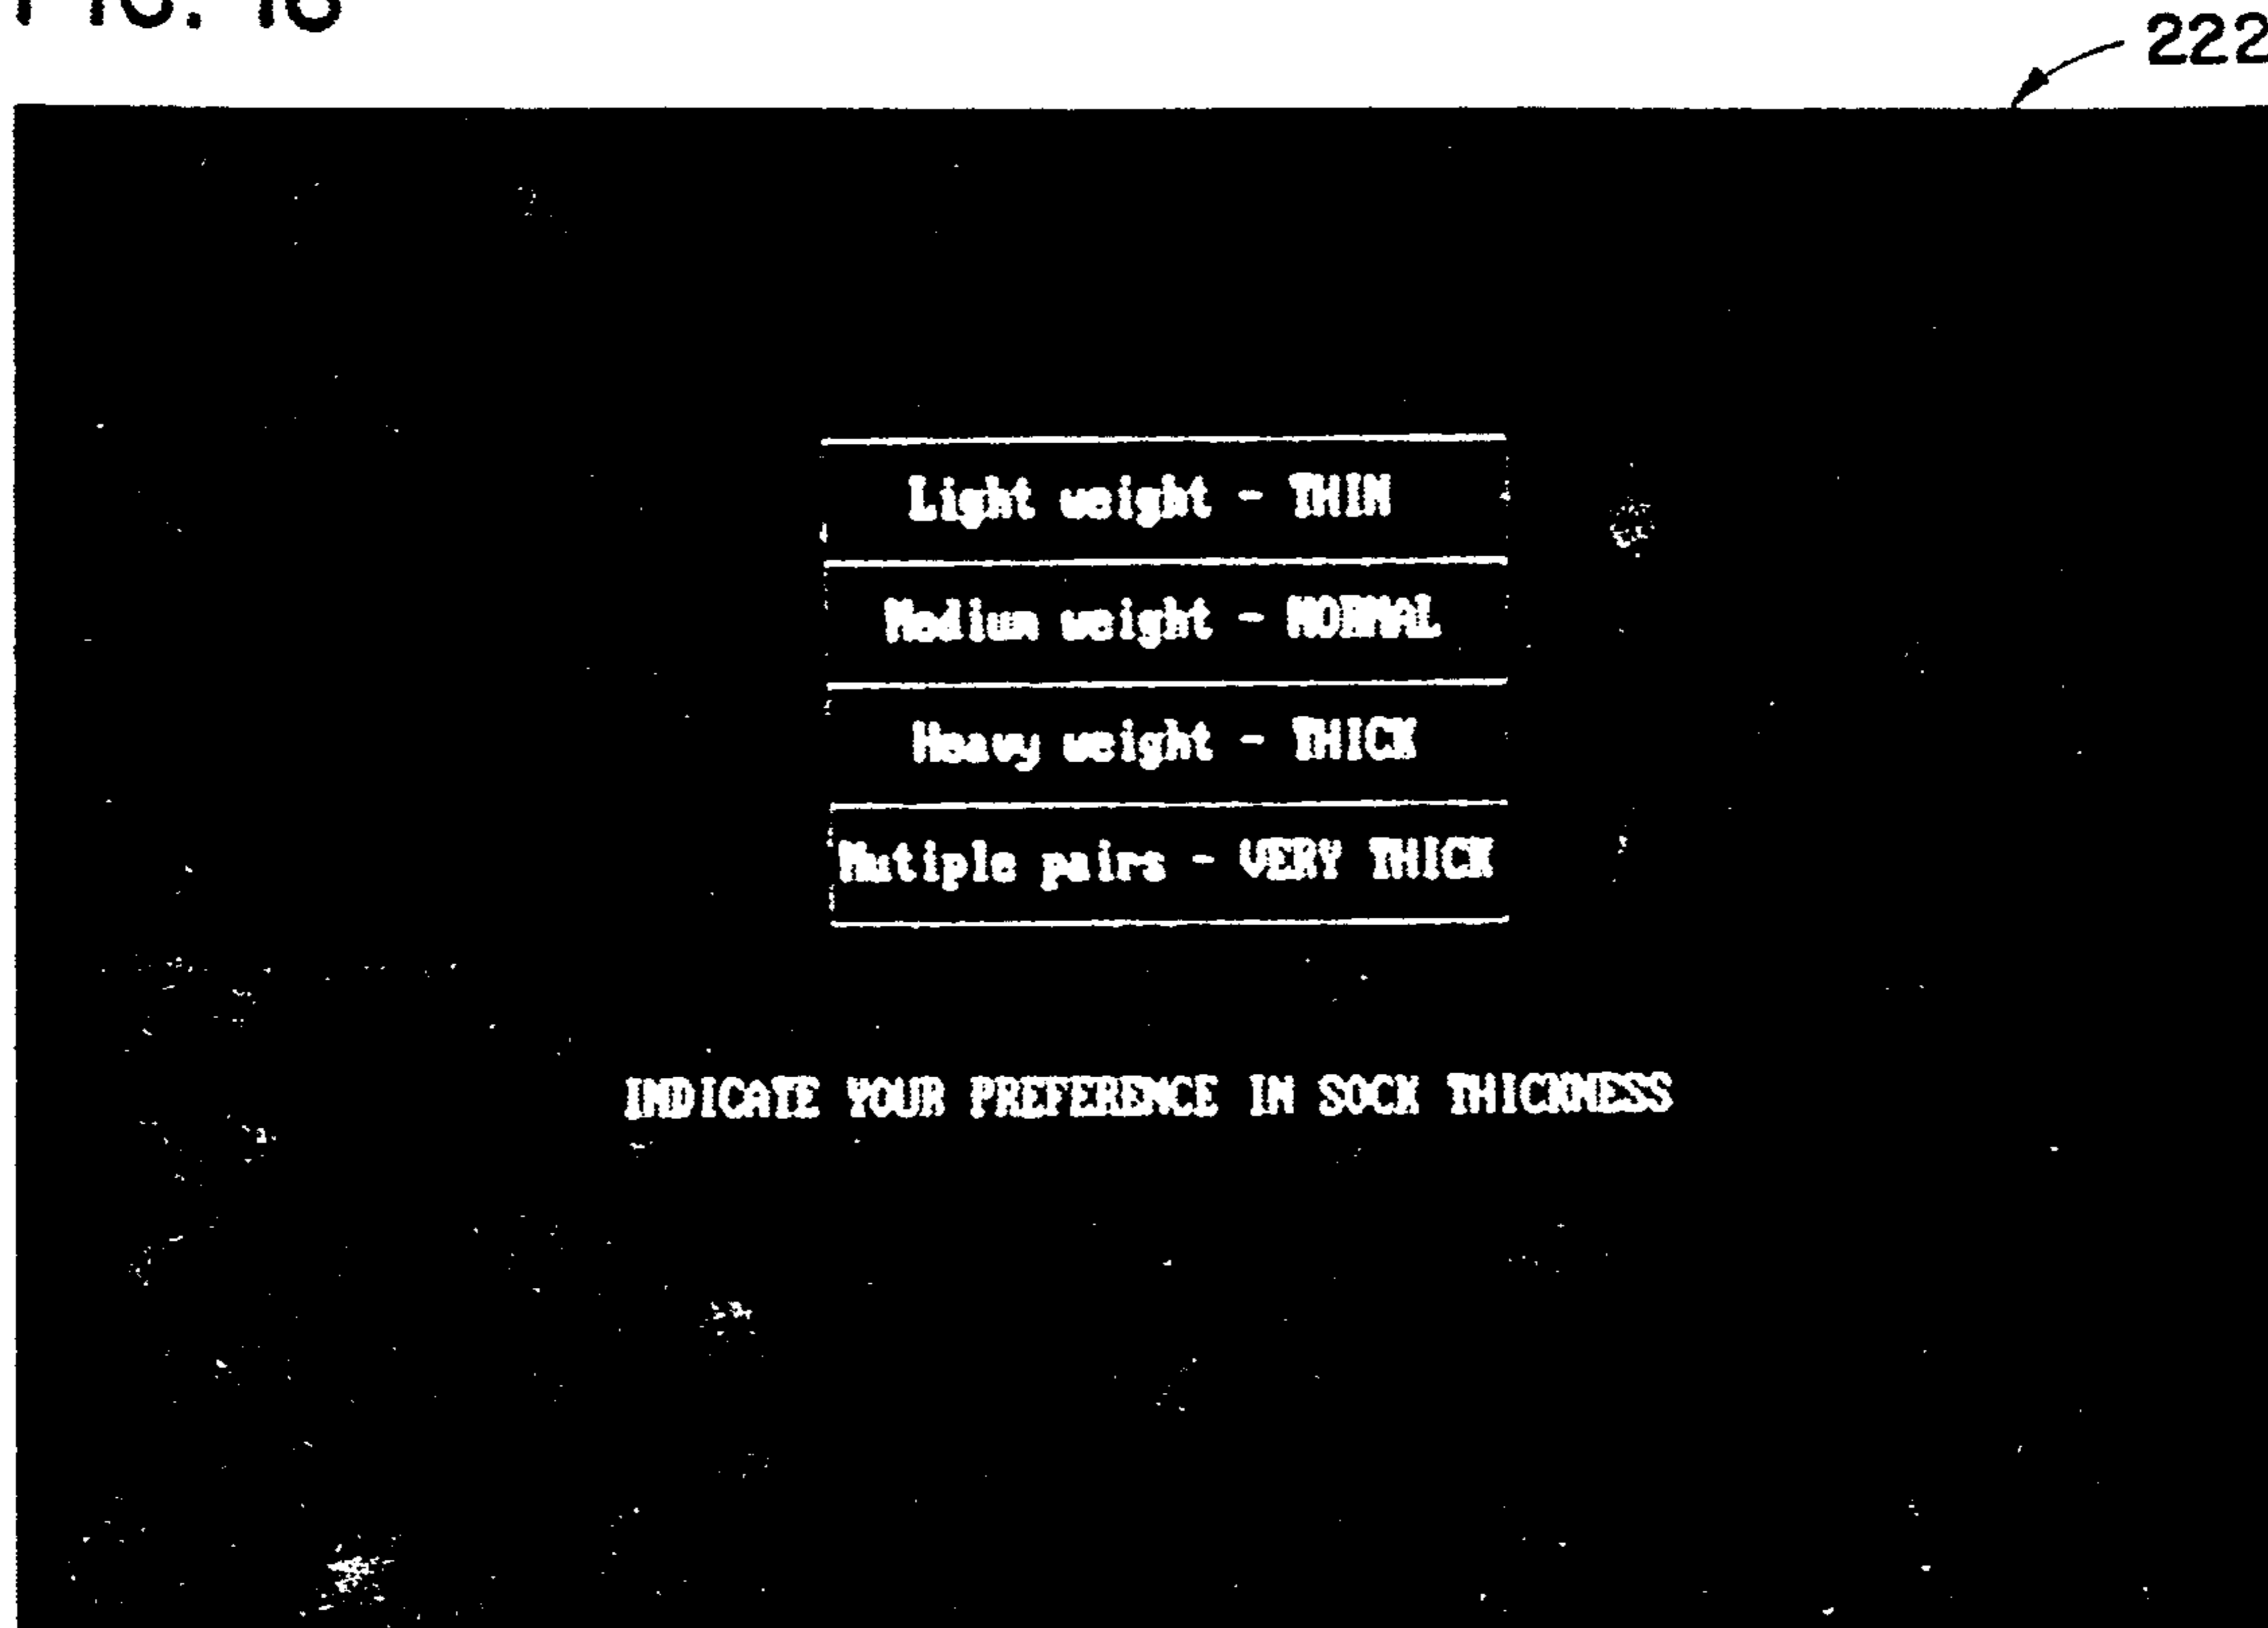 FIG.
222
Light weight - THIN
Medium weight - NORMAL
Heavy weight - THICK
Mutiple pairs - VERY THICK
INDICATE YOUR PREFERENCE IN SOCK THICKNESS